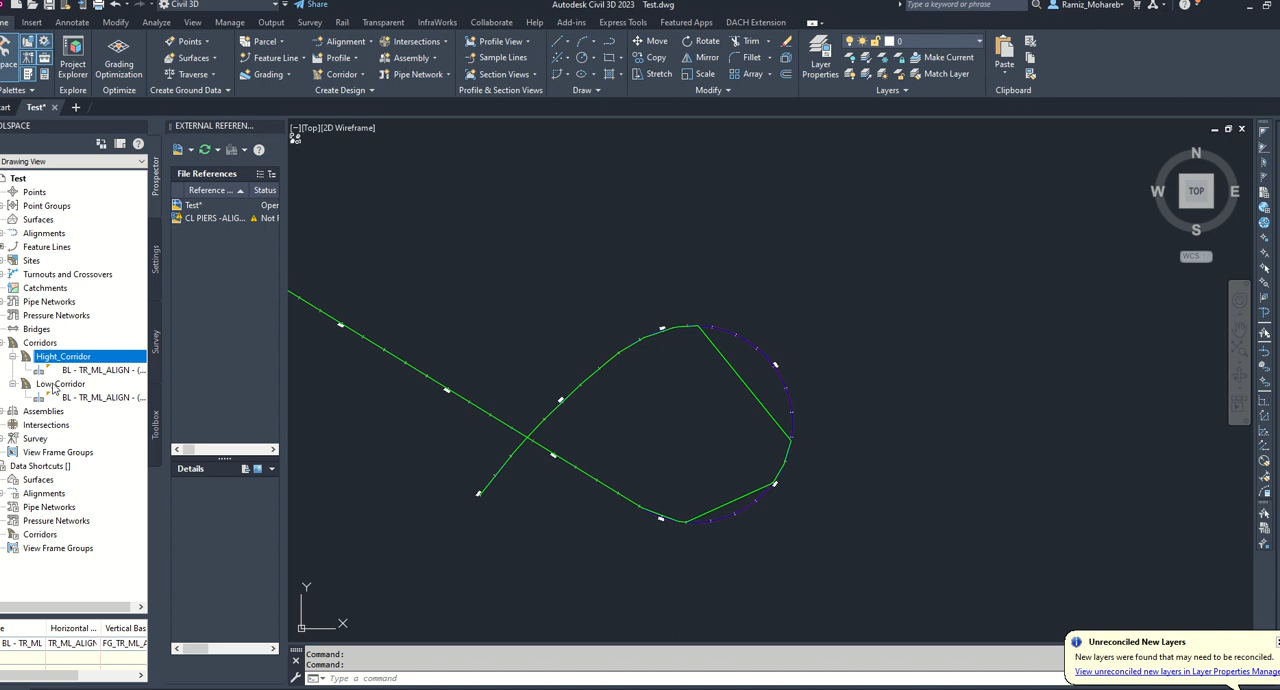 Civil 3D
Share
Autodesk Civil 3D 2023 Test.dwg
Type a keyword or phrase
Ramiz_Mohareb
Insert Annotate Modify Analyze View Manage Output Survey Rail Transparent InfraWorks Collaborate Help Add-ins Express Tools Featured Apps DACH Extension
Points Parcel Alignment Intersections Profile View Move Rotate Trim 0
Surfaces Feature Line Profile Assembly Sample Lines Copy Mirror Fillet Make Current
Project Explorer
Grading Optimization
Traverse Grading Corridor Pipe Network Section Views Stretch Scale Array Match Layer
Layer Properties
Paste
Palettes Explore Optimize Create Ground Data Create Design Profile & Section Views Draw Modify Layers Clipboard
Test*
EXTERNAL REFEREN...
[−][Top][2D Wireframe]
Drawing View
Test
Points
Point Groups
Surfaces
Alignments
Feature Lines
Sites
Turnouts and Crossovers
Catchments
Pipe Networks
Pressure Networks
Bridges
Corridors
Hight_Corridor
BL - TR_ML_ALIGN - (...
Low_Corridor
BL - TR_ML_ALIGN - (...
Assemblies
Intersections
Survey
View Frame Groups
Data Shortcuts []
Surfaces
Alignments
Pipe Networks
Pressure Networks
Corridors
View Frame Groups
Horizontal ... Vertical Bas
BL - TR_ML TR_ML_ALIGN FG_TR_ML_A
Prospector
Settings
Survey
Toolbox
File References
Reference ... Status
Test* Oper
CL PIERS -ALIG... Not F
Details
N
W TOP E
S
WCS
Y
X
Command:
Command:
Type a command
Unreconciled New Layers
New layers were found that may need to be reconciled.
View unreconciled new layers in Layer Properties Manage